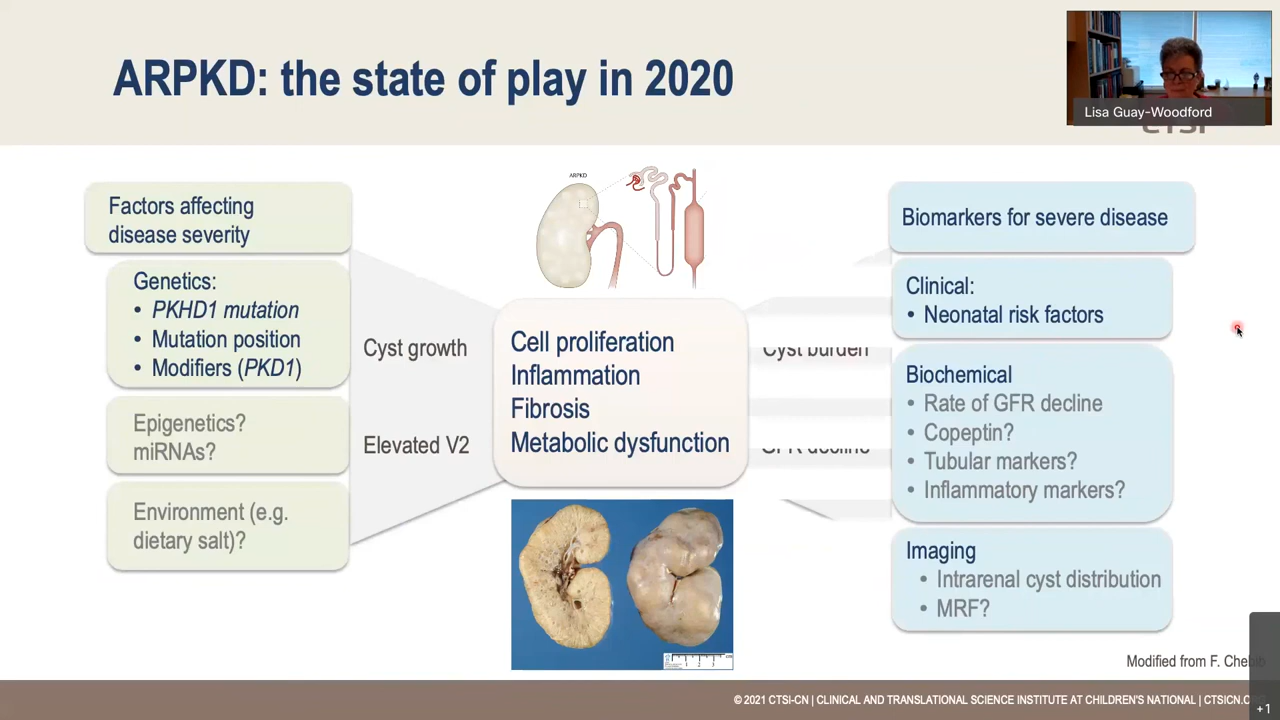 ARPKD: the state of play in 2020
Lisa Guay-Woodford
CTSI
Factors affecting
disease severity
Genetics:
• PKHD1 mutation
• Mutation position
• Modifiers (PKD1)
Epigenetics?
miRNAs?
Environment (e.g.
dietary salt)?
Cyst growth
Elevated V2
ARPKD
Cell proliferation
Inflammation
Fibrosis
Metabolic dysfunction
Cyst burden
GFR decline
Biomarkers for severe disease
Clinical:
• Neonatal risk factors
Biochemical
• Rate of GFR decline
• Copeptin?
• Tubular markers?
• Inflammatory markers?
Imaging
• Intrarenal cyst distribution
• MRF?
Modified from F. Chebib
© 2021 CTSI-CN | CLINICAL AND TRANSLATIONAL SCIENCE INSTITUTE AT CHILDREN'S NATIONAL |
+1